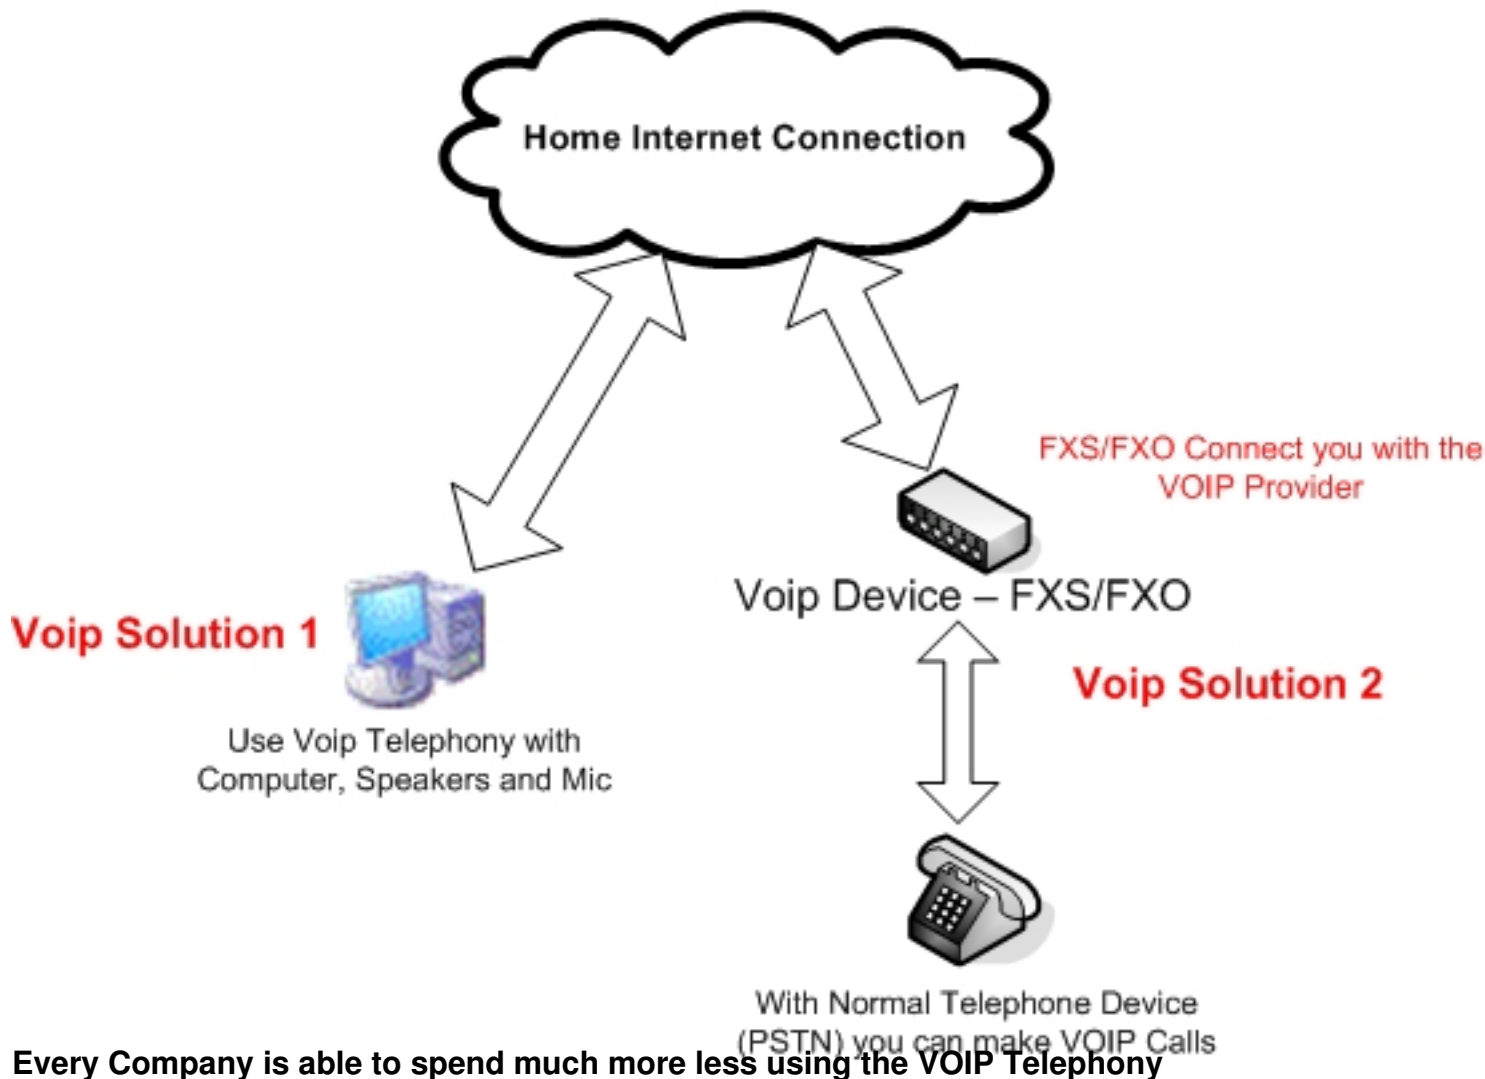 Home Internet Connection
FXS/FXO Connect you with the
VOIP Provider
Voip Device – FXS/FXO
Voip Solution 1
Voip Solution 2
Use Voip Telephony with
Computer, Speakers and Mic
With Normal Telephone Device
(PSTN) you can make VOIP Calls
Every Company is able to spend much more less using the VOIP Telephony